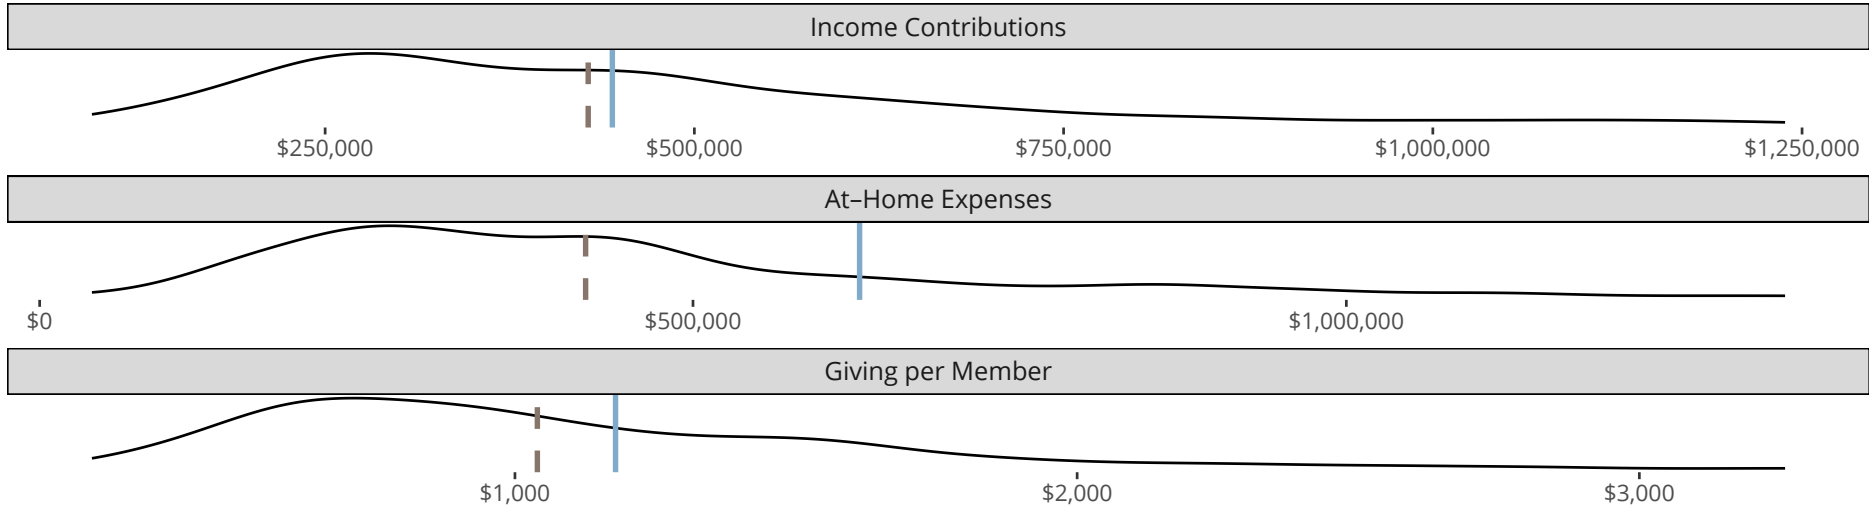 Income Contributions
$250,000 $500,000 $750,000 $1,000,000 $1,250,000
At–Home Expenses
$0 $500,000 $1,000,000
Giving per Member
$1,000 $2,000 $3,000